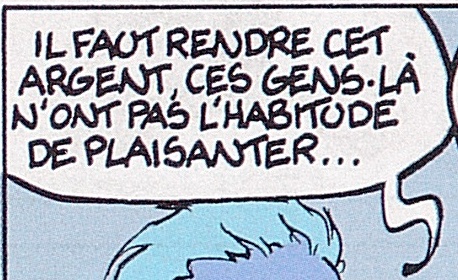 IL FAUT RENDRE CET
ARGENT, CES GENS-LÀ
N'ONT PAS L'HABITUDE
DE PLAISANTER...